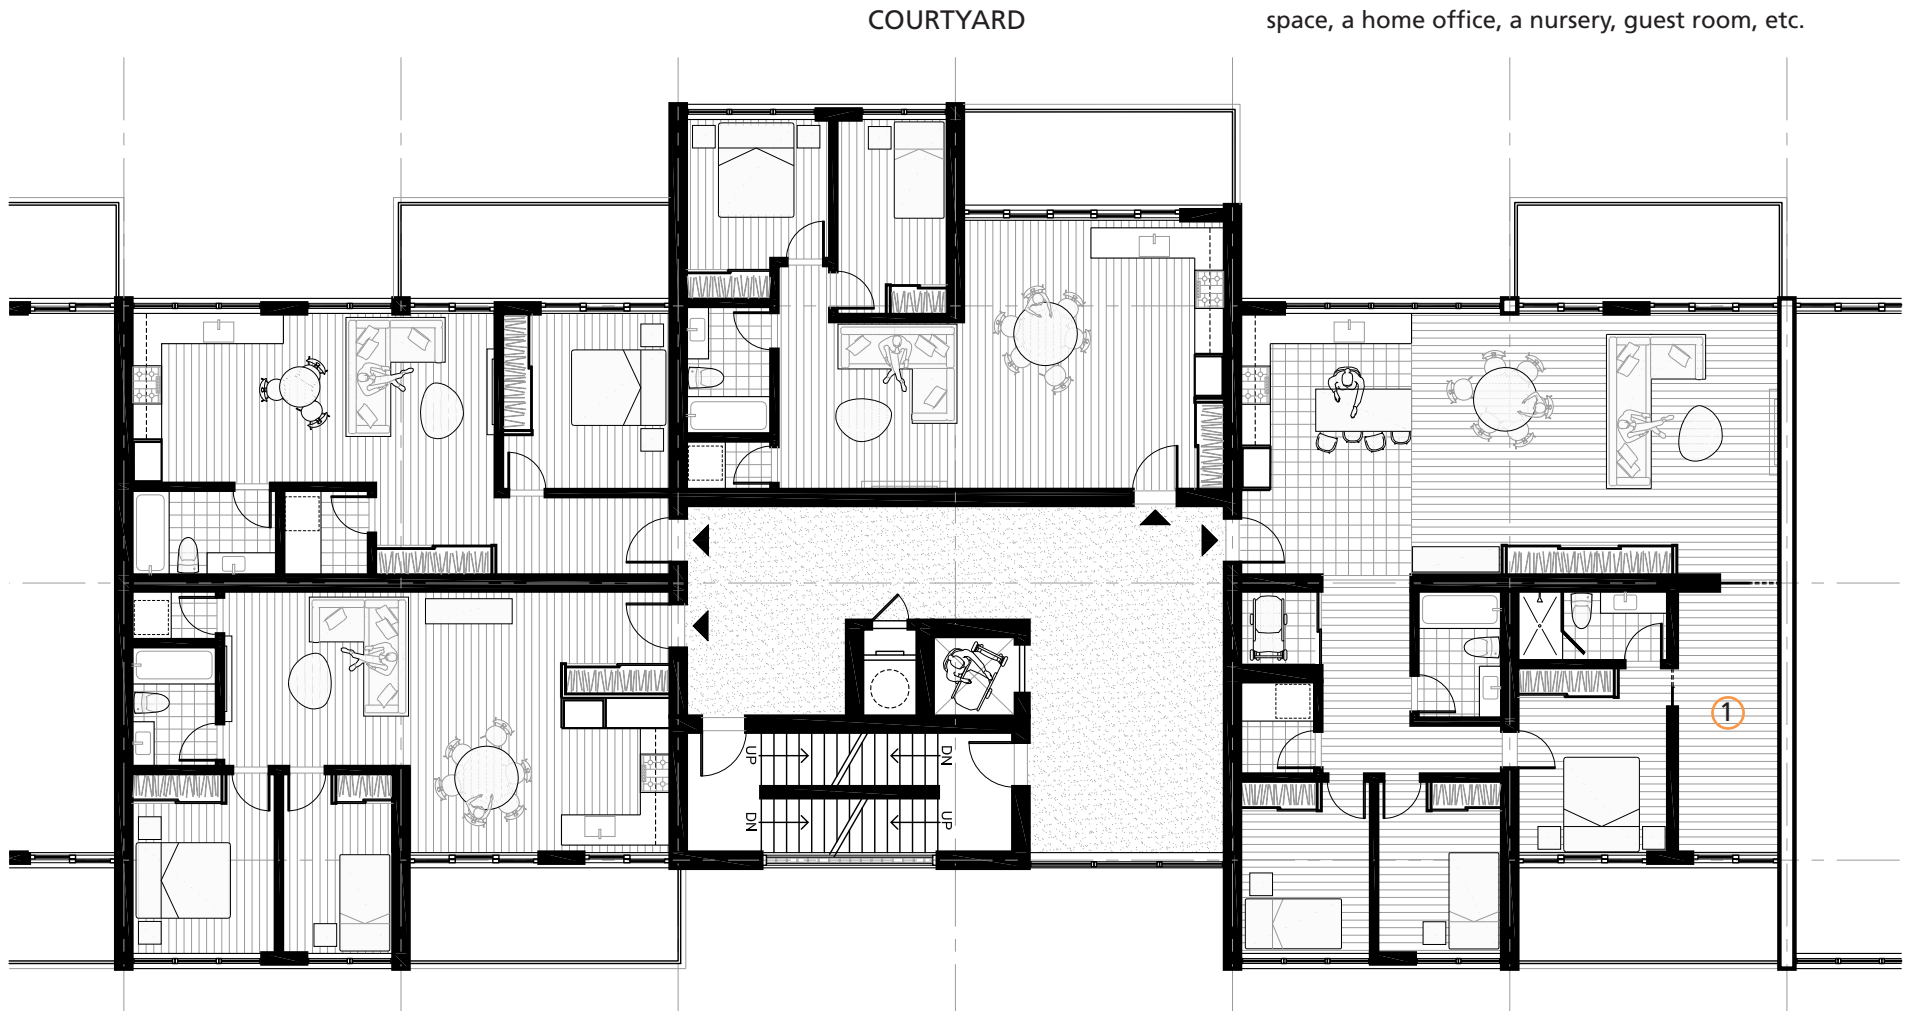 COURTYARD
space, a home office, a nursery, guest room, etc.
1
UP
DN
DN
UP